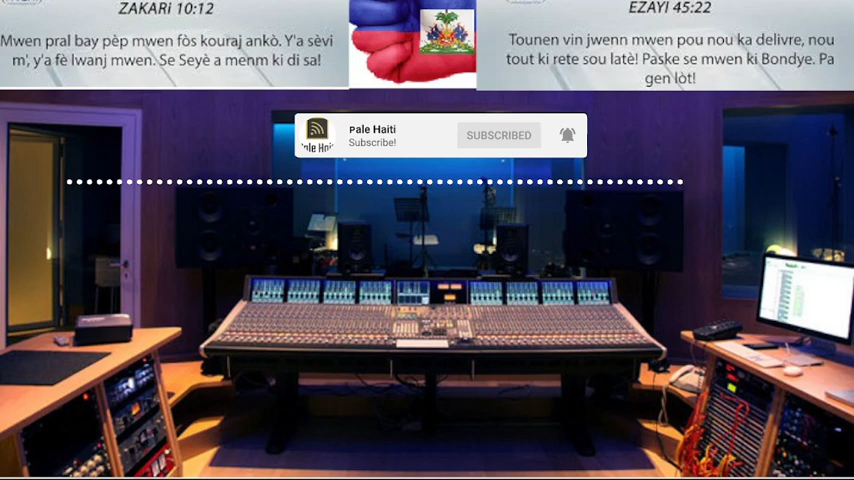 ZAKARi 10:12
Mwen pral bay pèp mwen fòs kouraj ankò. Y'a sèvi
m', y'a fè lwanj mwen. Se Seyè a menm ki di sa!
EZAYI 45:22
Tounen vin jwenn mwen pou nou ka delivre, nou
tout ki rete sou latè! Paske se mwen ki Bondye. Pa
gen lòt!
Pale Haiti
Subscribe!
SUBSCRIBED